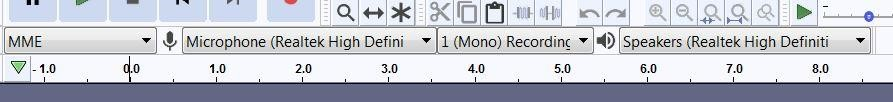 MME Microphone (Realtek High Defini 1 (Mono) Recording Speakers (Realtek High Definiti
- 1.0 0.0 1.0 2.0 3.0 4.0 5.0 6.0 7.0 8.0